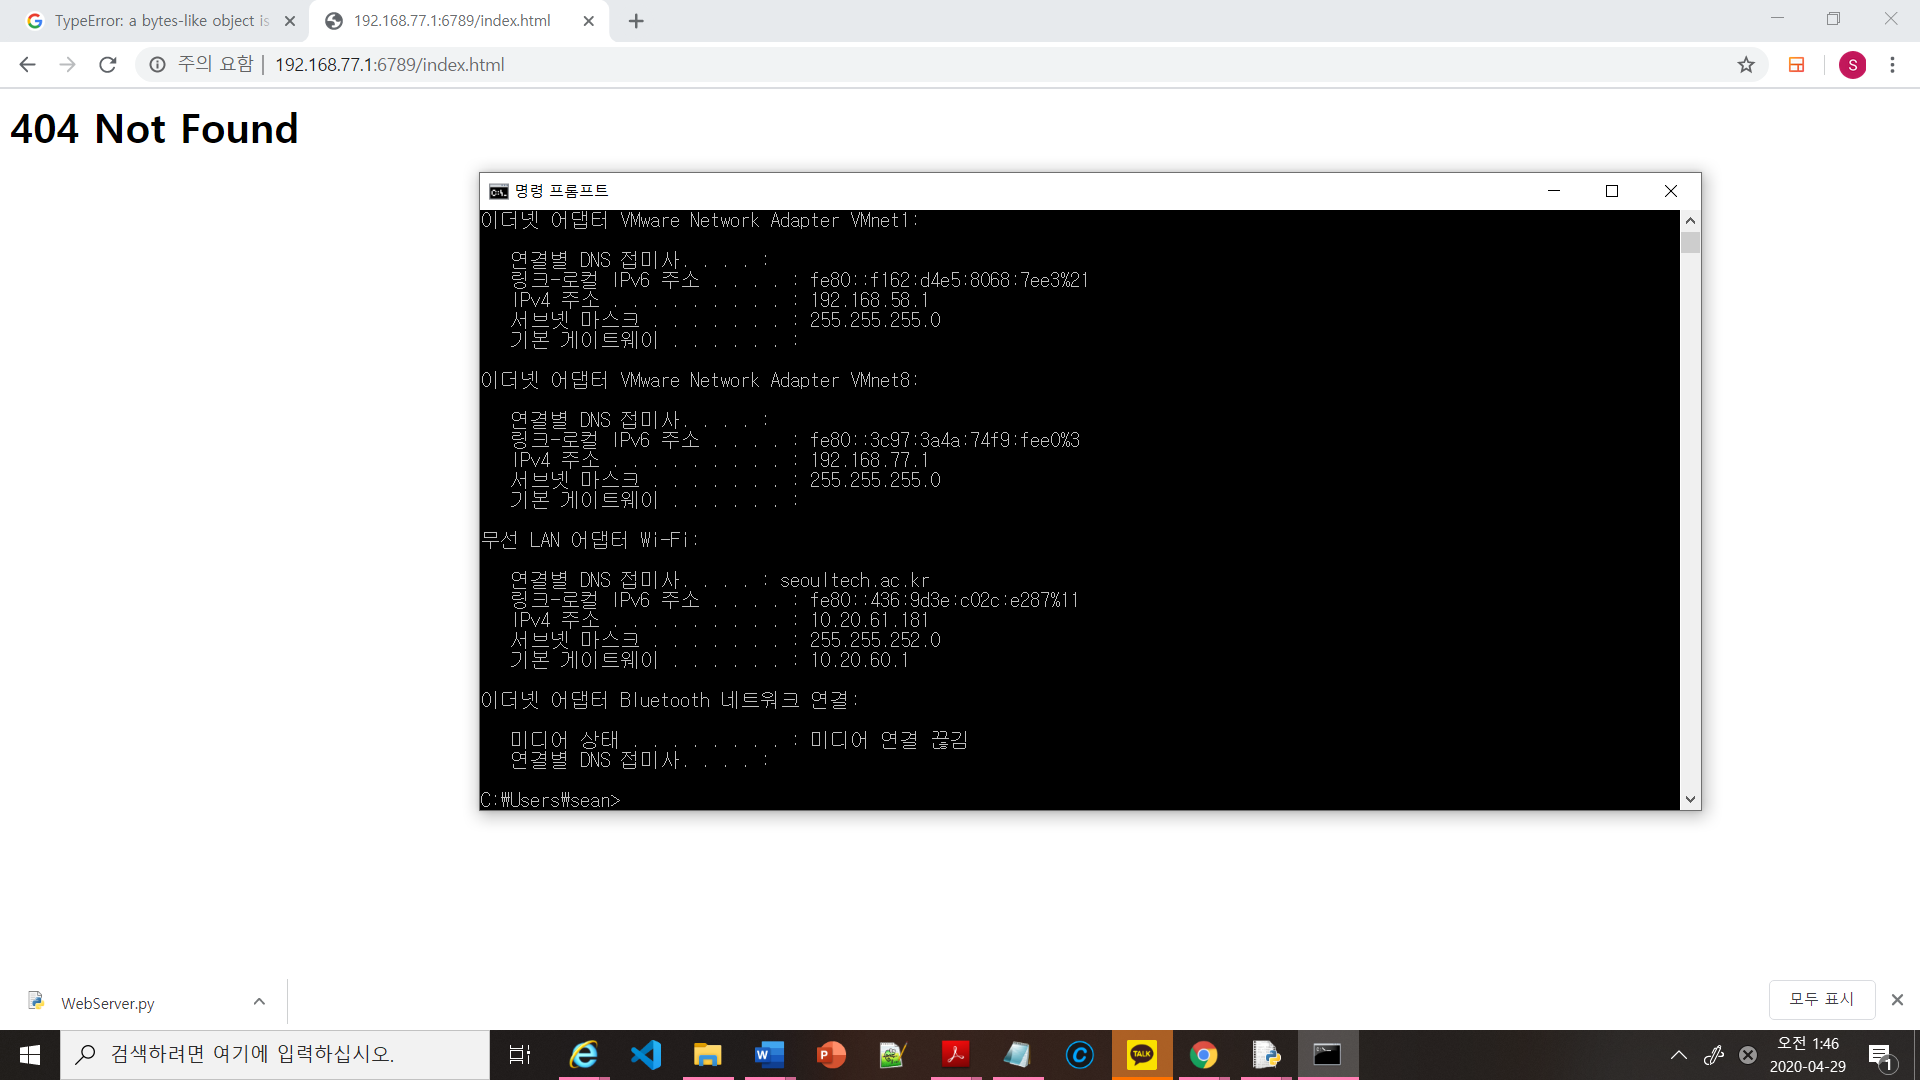 TypeError: a bytes-like object is
192.168.77.1:6789/index.html
주의 요함 | 192.168.77.1:6789/index.html
S
404 Not Found
명령 프롬프트
이더넷 어댑터 VMware Network Adapter VMnet1:
연결별 DNS 접미사. . . . :
링크-로컬 IPv6 주소 . . . . : fe80::f162:d4e5:8068:7ee3%21
IPv4 주소 . . . . . . . . . : 192.168.58.1
서브넷 마스크 . . . . . . . : 255.255.255.0
기본 게이트웨이 . . . . . . :
이더넷 어댑터 VMware Network Adapter VMnet8:
연결별 DNS 접미사. . . . :
링크-로컬 IPv6 주소 . . . . : fe80::3c97:3a4a:74f9:fee0%3
IPv4 주소 . . . . . . . . . : 192.168.77.1
서브넷 마스크 . . . . . . . : 255.255.255.0
기본 게이트웨이 . . . . . . :
무선 LAN 어댑터 Wi-Fi:
연결별 DNS 접미사. . . . : seoultech.ac.kr
링크-로컬 IPv6 주소 . . . . : fe80::436:9d3e:c02c:e287%11
IPv4 주소 . . . . . . . . . : 10.20.61.181
서브넷 마스크 . . . . . . . : 255.255.252.0
기본 게이트웨이 . . . . . . : 10.20.60.1
이더넷 어댑터 Bluetooth 네트워크 연결:
미디어 상태 . . . . . . . . : 미디어 연결 끊김
연결별 DNS 접미사. . . . :
C:₩Users₩sean>
WebServer.py
모두 표시
검색하려면 여기에 입력하십시오.
TALK
오전 1:46
2020-04-29
1